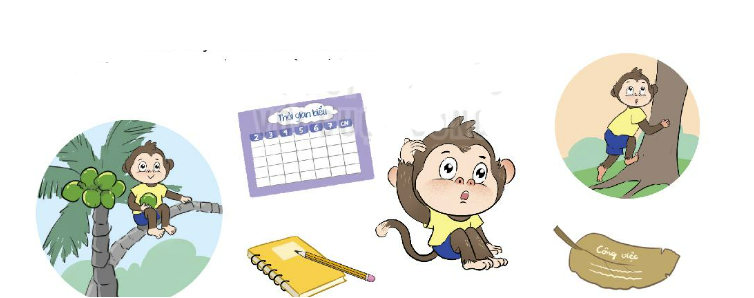 Thời gian biểu
2 3 4 5 6 7 CN
Công việc